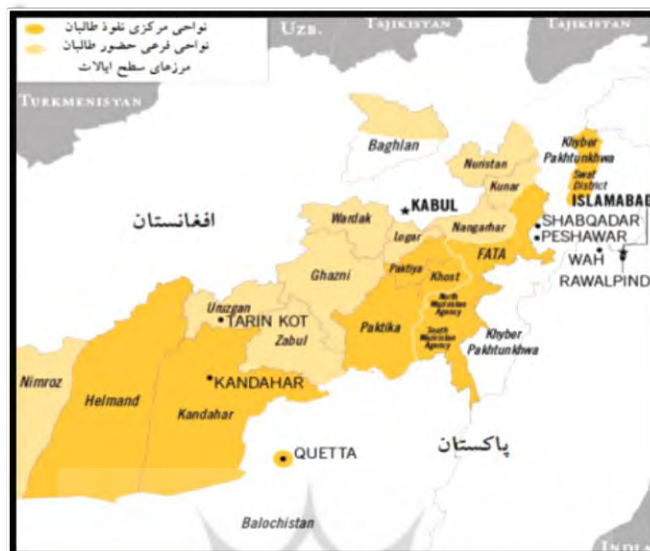 نواحی مرکزی نفوذ طالبان
نواحی فرعی حضور طالبان
مرزهای سطح ایالات
UZB.
TAJIKISTAN
TAJIKISTAN
TURKMENISTAN
Baghlan
Khyber
Pakhtunkhwa
Nuristan
Swat
District
Kunar
ISLAMABAD
KABUL
افغانستان
Wardak
Nangarhar
SHABQADAR
Logar
PESHAWAR
FATA
WAH
Paktiya
Khost
RAWALPIND
Ghazni
North
Waziristan
Agency
Uruzgan
TARIN KOT
Paktika
South
Waziristan
Agency
Zabul
Khyber
Pakhtunkhwa
Nimroz
KANDAHAR
Helmand
Kandahar
پاکستان
QUETTA
Balochistan
INDIA